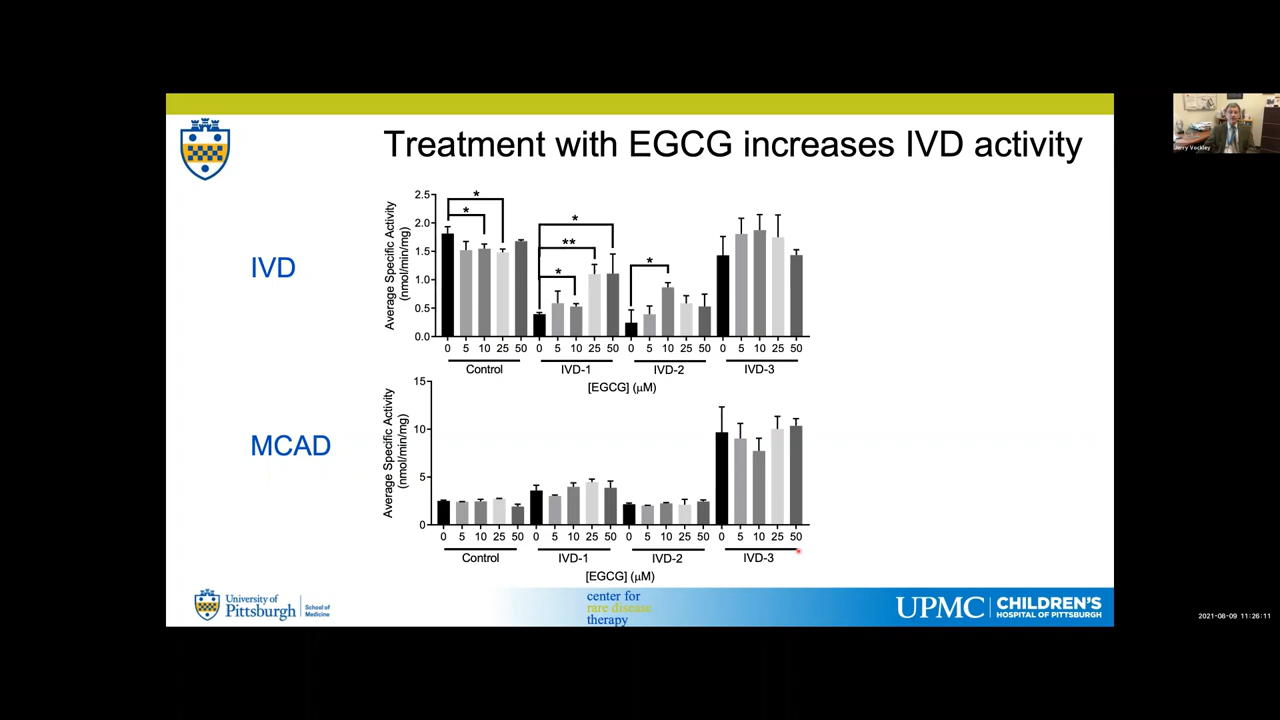 Treatment with EGCG increases IVD activity
Jerry Vockley
IVD
Average Specific Activity
(nmol/min/mg)
2.5
2.0
1.5
1.0
0.5
0.0
* * * ** * *
0 5 10 25 50 0 5 10 25 50 0 5 10 25 50 0 5 10 25 50
Control IVD-1 IVD-2 IVD-3
[EGCG] (μM)
MCAD
Average Specific Activity
(nmol/min/mg)
15
10
5
0
0 5 10 25 50 0 5 10 25 50 0 5 10 25 50 0 5 10 25 50
Control IVD-1 IVD-2 IVD-3
[EGCG] (μM)
University of
Pittsburgh
School of
Medicine
center for
rare disease
therapy
UPMC
CHILDREN'S
HOSPITAL OF PITTSBURGH
2021-08-09 11:26:11